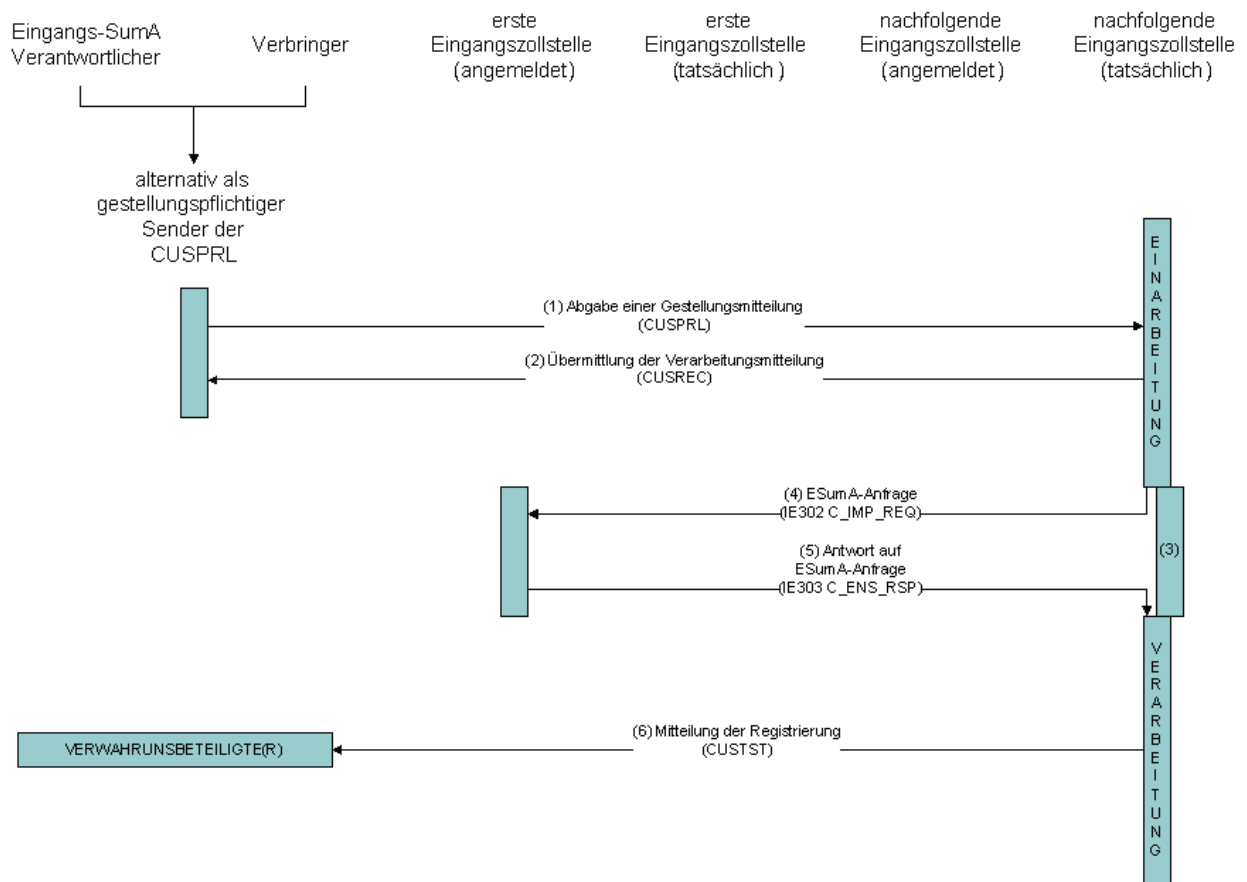 Eingangs-SumA
Verantwortlicher
Verbringer
erste
Eingangszollstelle
(angemeldet)
erste
Eingangszollstelle
(tatsächlich )
nachfolgende
Eingangszollstelle
(angemeldet)
nachfolgende
Eingangszollstelle
(tatsächlich )
alternativ als
gestellungspflichtiger
Sender der
CUSPRL
EINARBEITUNG
(1) Abgabe einer Gestellungsmitteilung
(CUSPRL)
(2) Übermittlung der Verarbeitungsmitteilung
(CUSREC)
(4) ESumA-Anfrage
(IE302 C_IMP_REQ)
(3)
(5) Antwort auf
ESumA-Anfrage
(IE303 C_ENS_RSP)
VERARBEITUNG
(6) Mitteilung der Registrierung
(CUSTST)
VERWAHRUNSBETEILIGTE(R)